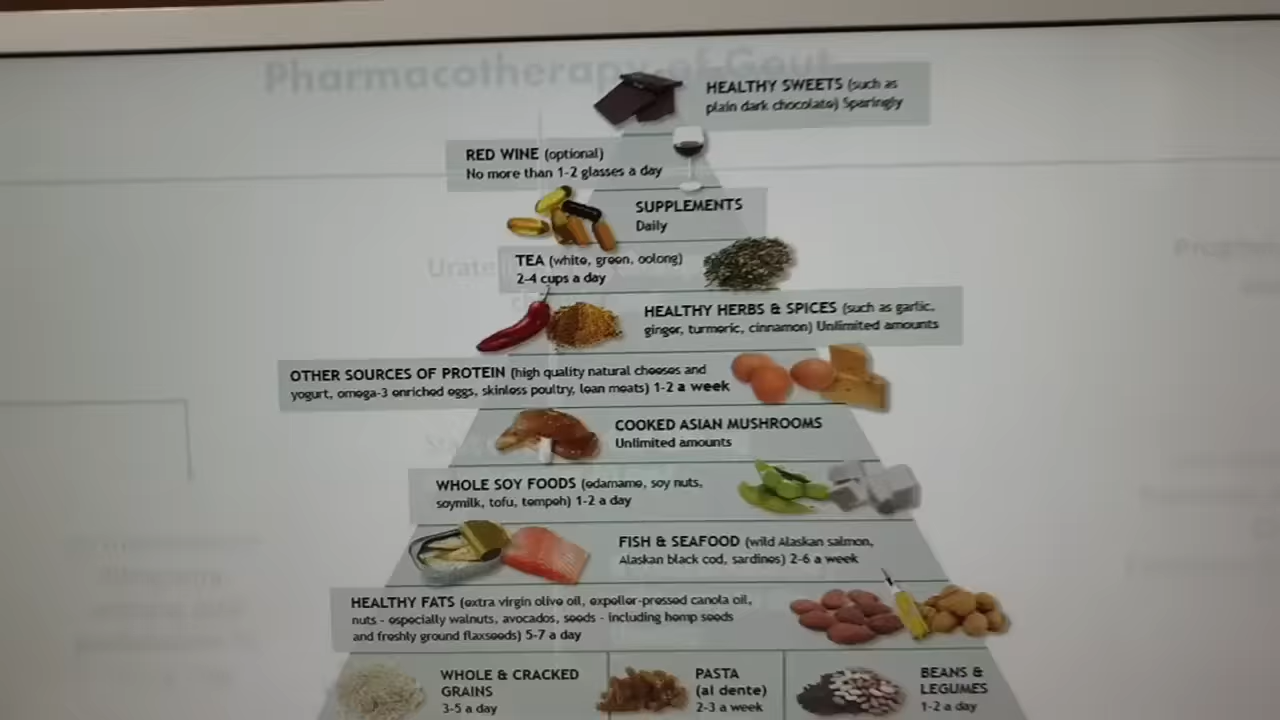 Pharmacotherapy of Gout
HEALTHY SWEETS (such as
plain dark chocolate) Sparingly
RED WINE (optional)
No more than 1-2 glasses a day
SUPPLEMENTS
Daily
TEA (white, green, oolong)
2-4 cups a day
Urate
HEALTHY HERBS & SPICES (such as garlic,
ginger, turmeric, cinnamon) Unlimited amounts
OTHER SOURCES OF PROTEIN (high quality natural cheeses and
yogurt, omega-3 enriched eggs, skinless poultry, lean meats) 1-2 a week
COOKED ASIAN MUSHROOMS
Unlimited amounts
WHOLE SOY FOODS (edamame, soy nuts,
soymilk, tofu, tempeh) 1-2 a day
FISH & SEAFOOD (wild Alaskan salmon,
Alaskan black cod, sardines) 2-6 a week
HEALTHY FATS (extra virgin olive oil, expeller-pressed canola oil,
nuts - especially walnuts, avocados, seeds - including hemp seeds
and freshly ground flaxseeds) 5-7 a day
WHOLE & CRACKED
GRAINS
3-5 a day
PASTA
(al dente)
2-3 a week
BEANS &
LEGUMES
1-2 a day